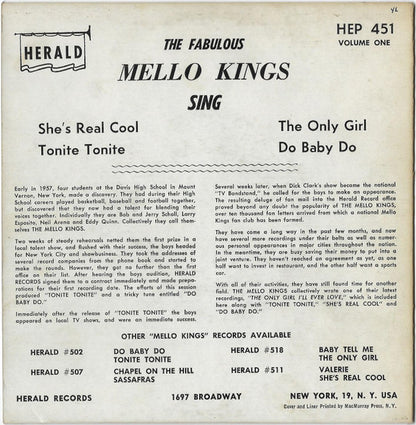 46
HERALD
HEP 451
VOLUME ONE
THE FABULOUS
MELLO KINGS
SING
She's Real Cool
Tonite Tonite
The Only Girl
Do Baby Do
Early in 1957, four students at the Davis High School in Mount
Vernon, New York, made a discovery. They had during their High
School careers played basketball, baseball and football together,
but discovered that they now had a talent for blending their
voices together. Individually they are Bob and Jerry Scholl, Larry
Esposito, Neil Arena and Eddy Quinn. Collectively they call them-
selves THE MELLO KINGS.
Two weeks of steady rehearsals netted them the first prize in a
local talent show, and flushed with their success, the boys headed
for New York City and showbusiness. They took the addresses of
several record companies from the phone book and started to
make the rounds. However, they got no further than the first
office on their list. After hearing the boys audition, HERALD
RECORDS signed them to a contract immediately and made prepa-
rations for their first recording date. The efforts of this session
produced "TONITE TONITE" and a tricky tune entitled "DO
BABY DO."
Immediately after the release of "TONITE TONITE" the boys
appeared on local TV shows, and were an immediate success.
Several weeks later, when Dick Clark's show became the national
"TV Bandstand," he called for the boys to make an appearance.
The resulting deluge of fan mail into the Herald Record office
proved beyond any doubt the popularity of THE MELLO KINGS,
over ten thousand fan letters arrived from which a national Mello
Kings fan club has been formed.
They have come a long way in the past few months, and now
have several more recordings under their belts as well as numer-
ous personal appearances in major cities throughout the nation.
In the meantime, they are busy saving their money to put into a
joint venture. They haven't reached an agreement as yet, as one
half want to invest in restaurant, and the other half want a sports
car.
With all of their activities, they have still found time for another
field. THE MELLO KINGS collectively wrote one of their latest
recordings, "THE ONLY GIRL I'LL EVER LOVE," which is included
here along with "TONITE TONITE," "SHE'S REAL COOL" and
"DO BABY DO."
OTHER "MELLO KINGS" RECORDS AVAILABLE
HERALD #502 DO BABY DO
TONITE TONITE
HERALD #518 BABY TELL ME
THE ONLY GIRL
HERALD #507 CHAPEL ON THE HILL
SASSAFRAS
HERALD #511 VALERIE
SHE'S REAL COOL
HERALD RECORDS 1697 BROADWAY NEW YORK, 19, N. Y. USA
Cover and Liner Printed by MacMurray Press, N. Y.